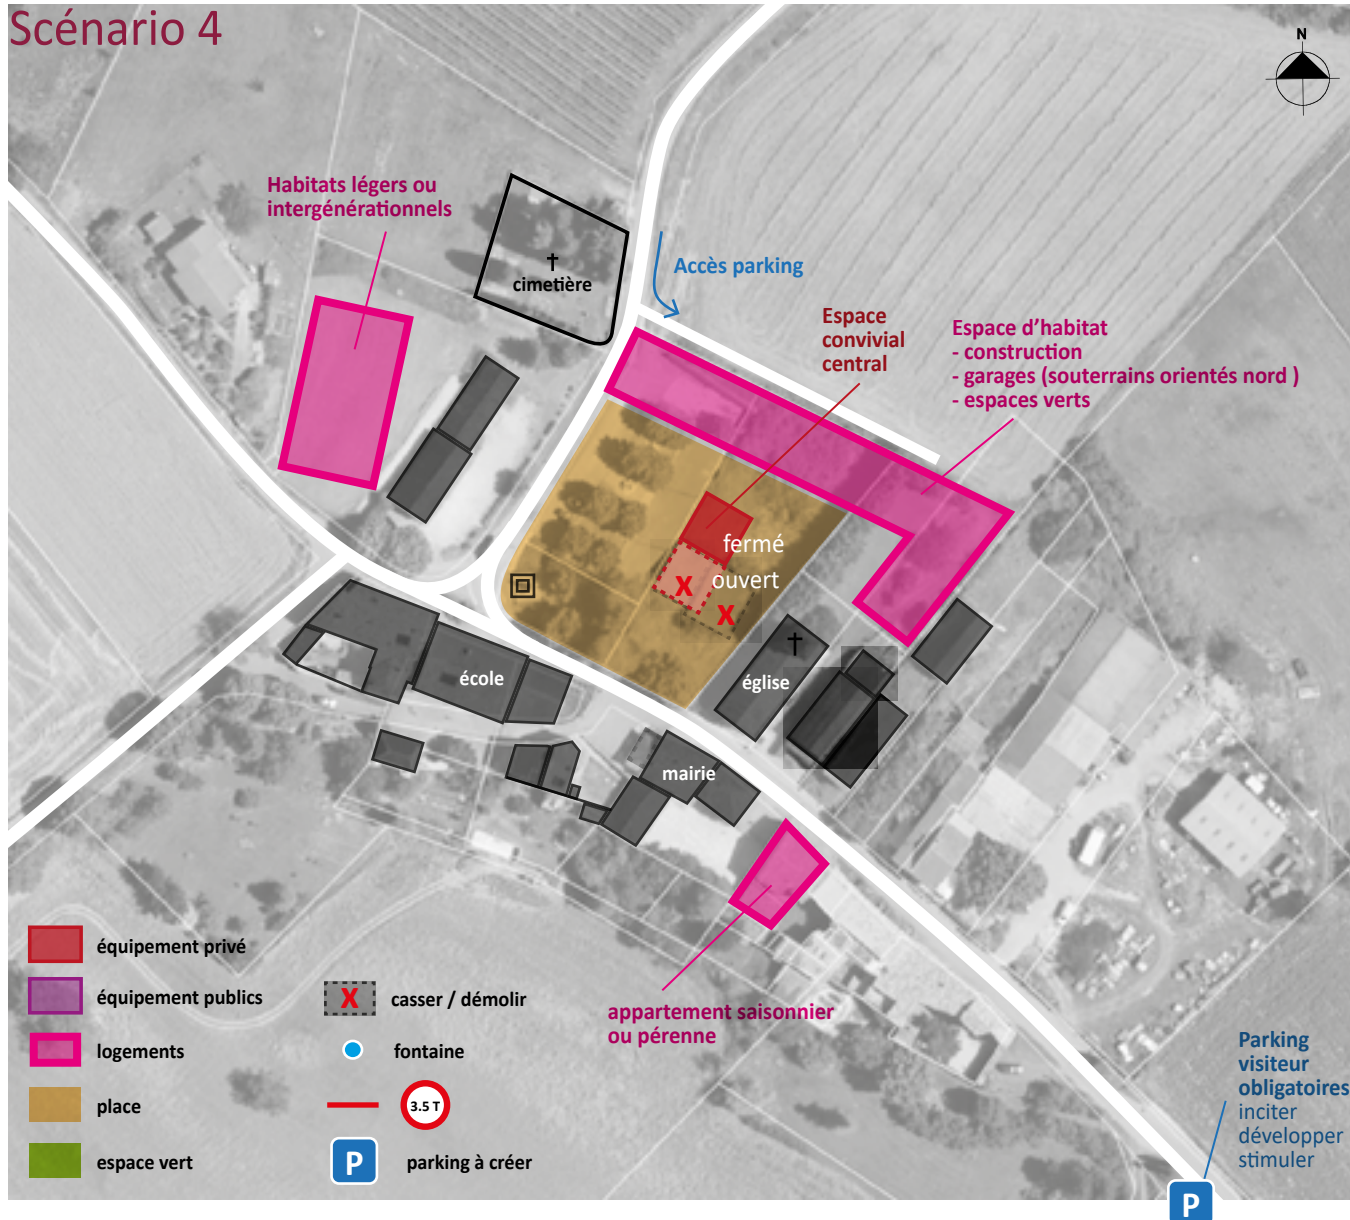 Scénario 4
N
Habitats légers ou
intergénérationnels
cimetière
Accès parking
Espace
convivial
central
Espace d’habitat
- construction
- garages (souterrains orientés nord )
- espaces verts
fermé
ouvert
X
X
église
école
mairie
appartement saisonnier
ou pérenne
Parking
visiteur
obligatoires
inciter
développer
stimuler
P
équipement privé
équipement publics
logements
place
espace vert
X casser / démolir
fontaine
3.5 T
P parking à créer